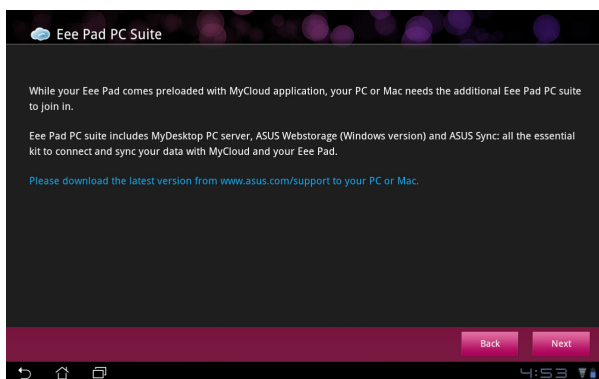 Eee Pad PC Suite
While your Eee Pad comes preloaded with MyCloud application, your PC or Mac needs the additional Eee Pad PC suite
to join in.
Eee Pad PC suite includes MyDesktop PC server, ASUS Webstorage (Windows version) and ASUS Sync: all the essential
kit to connect and sync your data with MyCloud and your Eee Pad.
Please download the latest version from www.asus.com/support to your PC or Mac.
Back Next
4:53